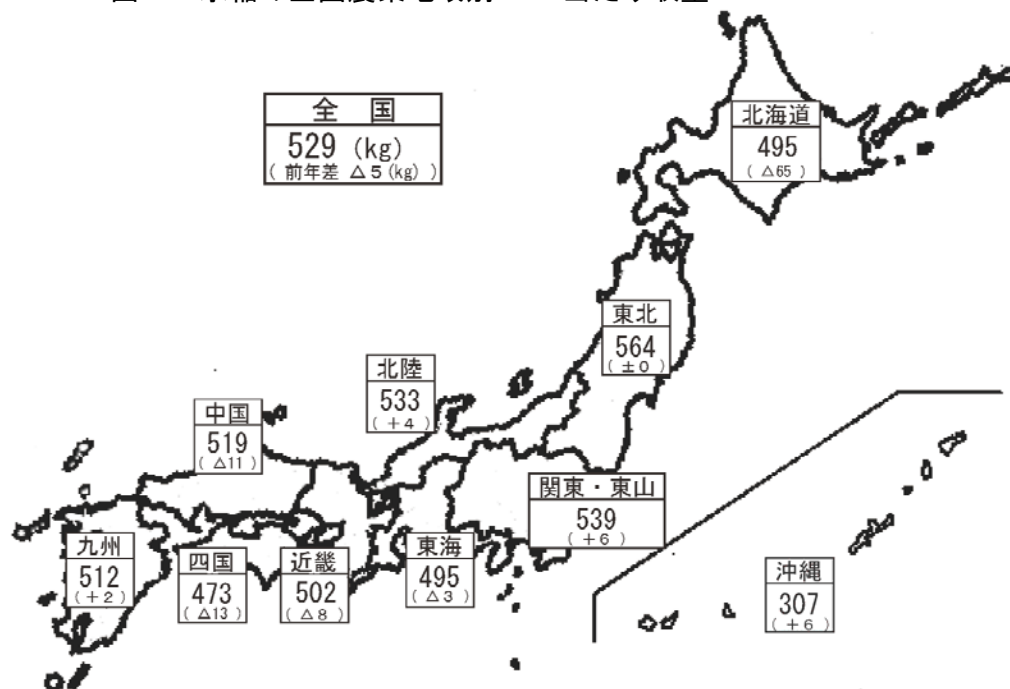 全　国
529 (kg)
( 前年差 △5(kg) )
北海道
495
( △65 )
東北
564
( ±0 )
北陸
533
( +4 )
中国
519
( △11 )
関東・東山
539
( +6 )
九州
512
( +2 )
四国
473
( △13 )
近畿
502
( △8 )
東海
495
( △3 )
沖縄
307
( +6 )